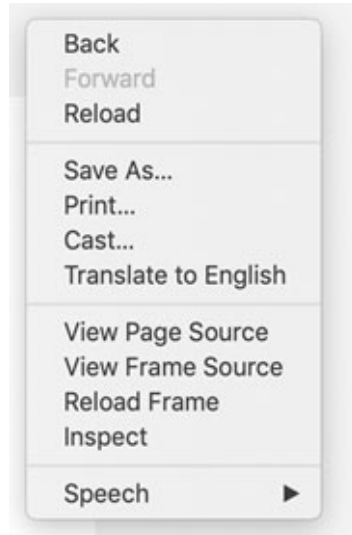 Back
Forward
Reload
Save As...
Print...
Cast...
Translate to English
View Page Source
View Frame Source
Reload Frame
Inspect
Speech